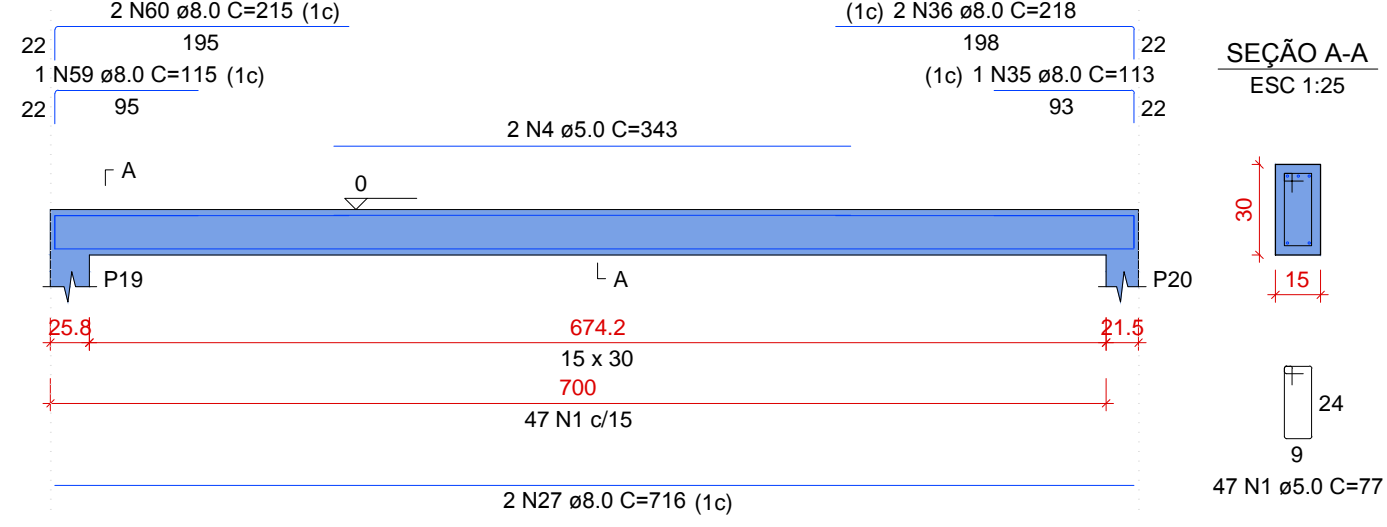 2 N60 ø8.0 C=215 (1c)
(1c) 2 N36 ø8.0 C=218
22
195
198
22
SEÇÃO A-A
ESC 1:25
1 N59 ø8.0 C=115 (1c)
(1c) 1 N35 ø8.0 C=113
22
95
93
22
2 N4 ø5.0 C=343
A
0
30
P19
A
P20
15
25.8
674.2
21.5
15 x 30
700
47 N1 c/15
24
9
47 N1 ø5.0 C=77
2 N27 ø8.0 C=716 (1c)